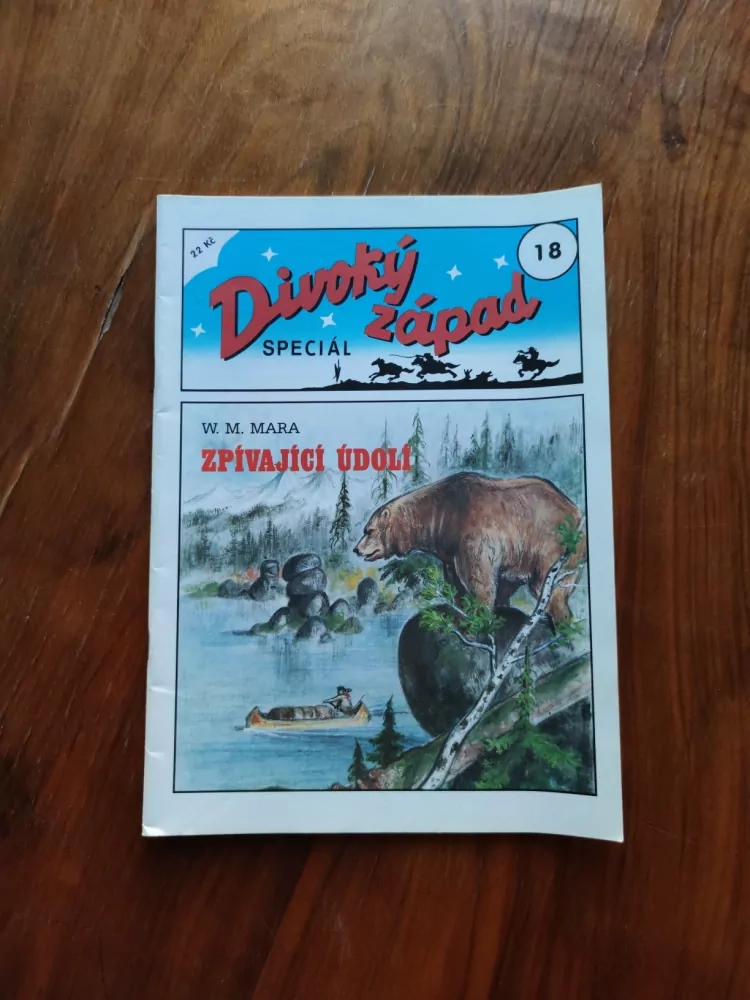 22 Kč
18
Divoký
západ
SPECIÁL
W. M. MARA
ZPÍVAJÍCÍ ÚDOLÍ